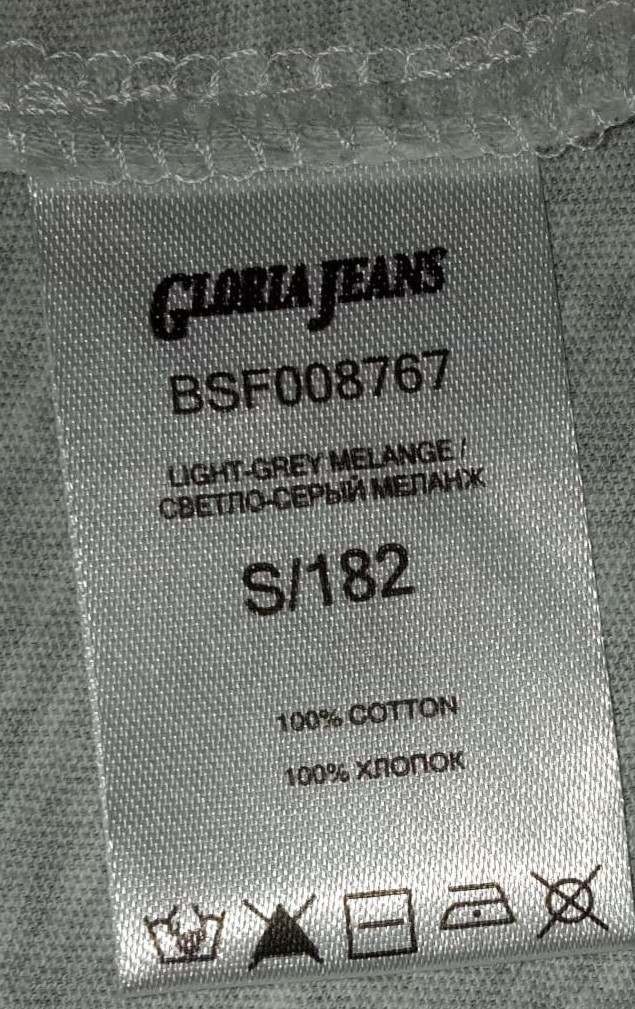 GLORIA JEANS
BSF008767
LIGHT-GREY MELANGE /
СВЕТЛО-СЕРЫЙ МЕЛАНЖ
S/182
100% COTTON
100% ХЛОПОК